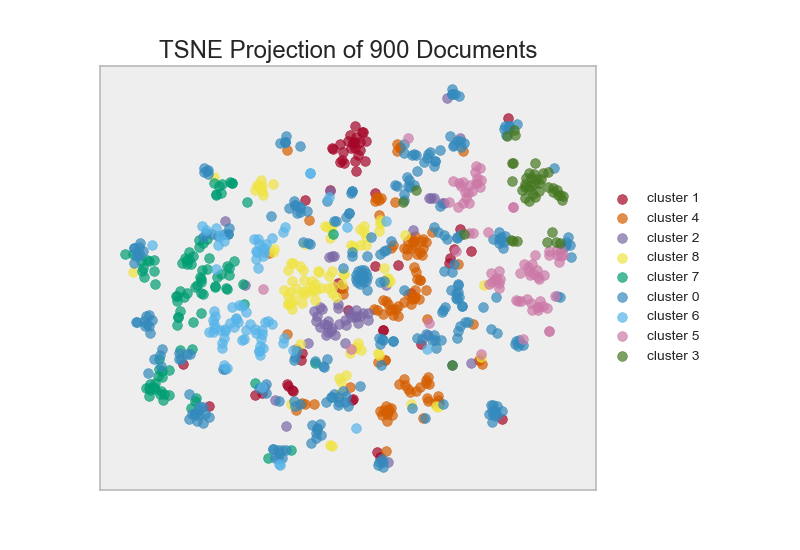 TSNE Projection of 900 Documents
cluster 1
cluster 4
cluster 2
cluster 8
cluster 7
cluster 0
cluster 6
cluster 5
cluster 3